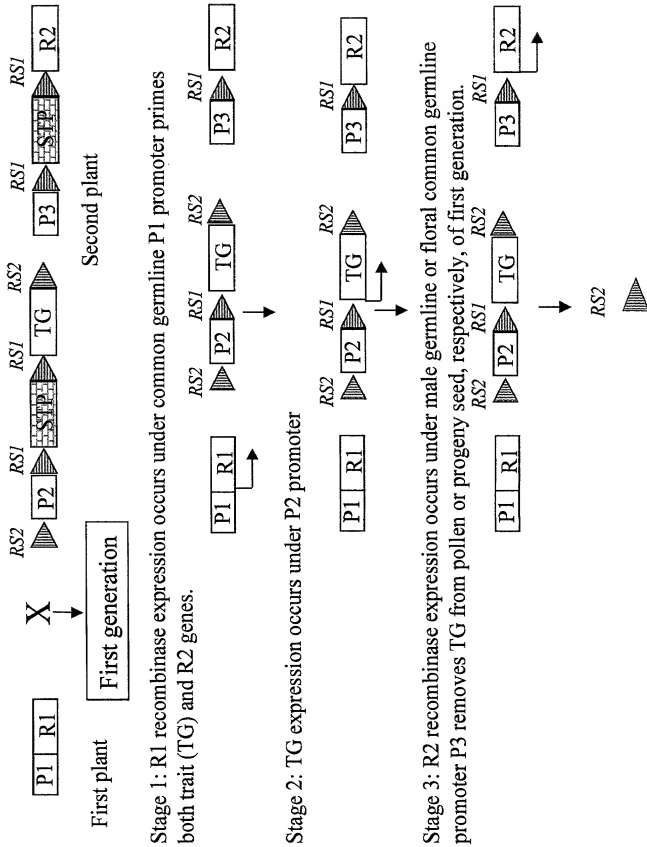 RS2 RS1 RS1 RS2 RS1 RS1
P1 R1 X P2 STP TG P3 STP R2
First plant Second plant
First generation
Stage 1: R1 recombinase expression occurs under common germline P1 promoter primes
both trait (TG) and R2 genes.
RS2 RS1 RS2 RS1
P1 R1 P2 TG P3 R2
Stage 2: TG expression occurs under P2 promoter
RS2 RS1 RS2 RS1
P1 R1 P2 TG P3 R2
Stage 3: R2 recombinase expression occurs under male germline or floral common germline
promoter P3 removes TG from pollen or progeny seed, respectively, of first generation.
RS2 RS1 RS2 RS1
P1 R1 P2 TG P3 R2
RS2